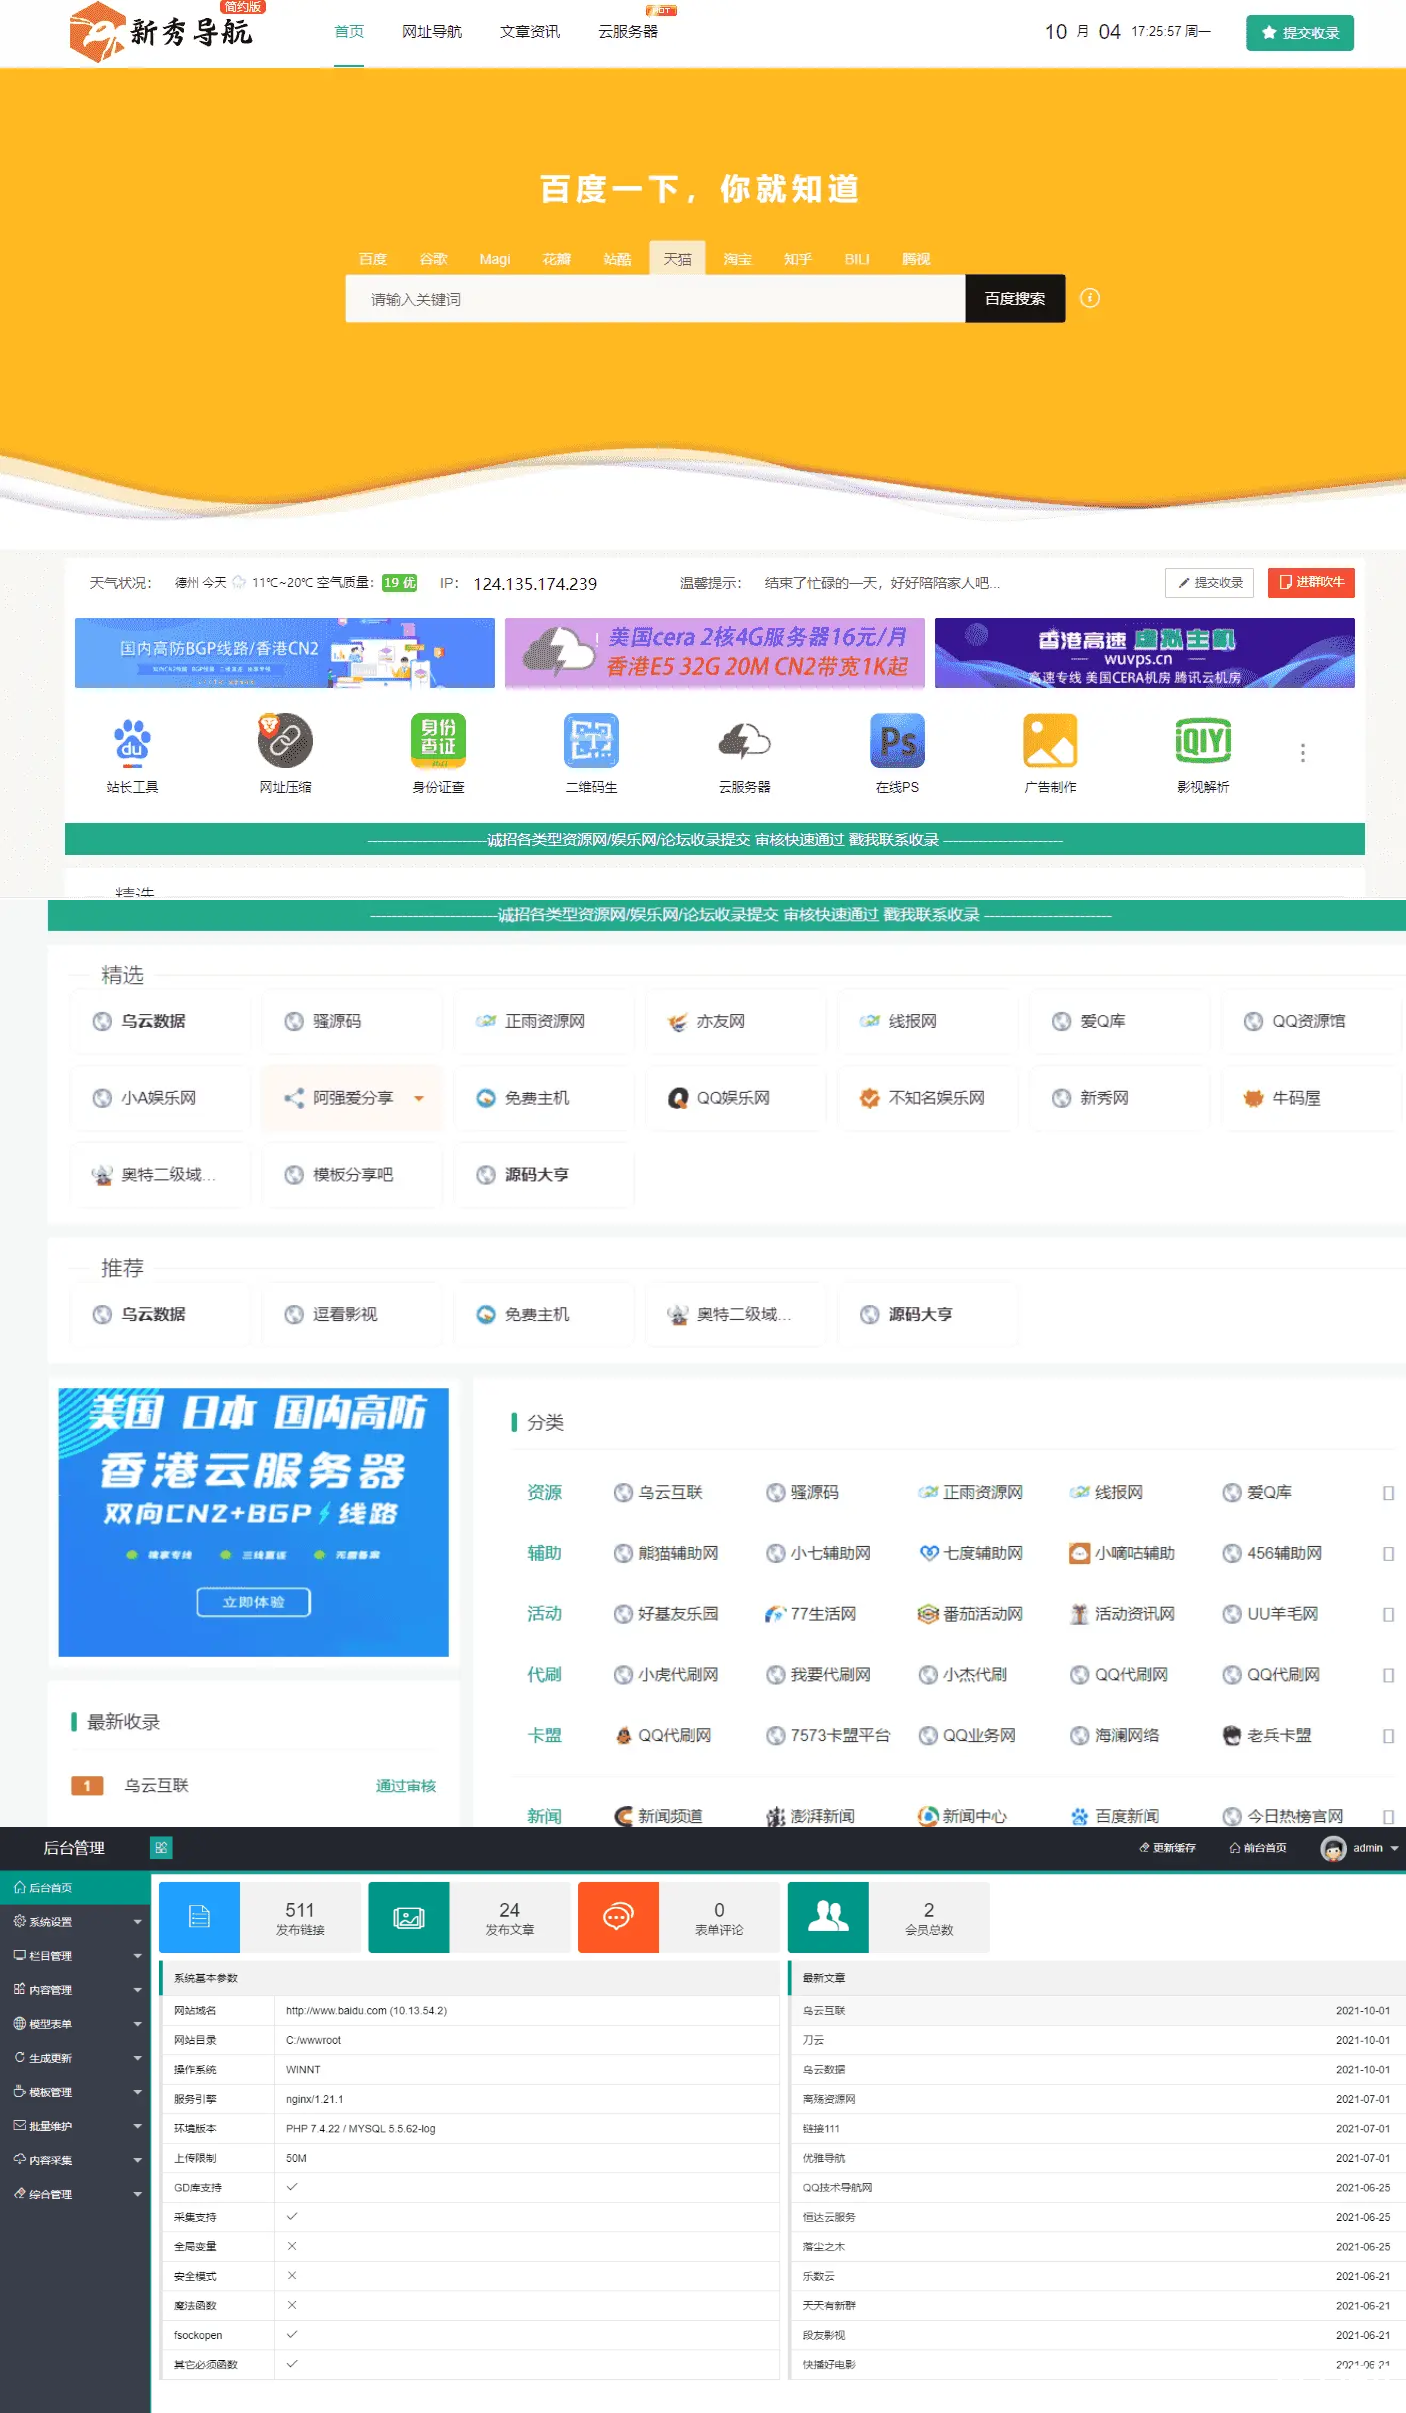 新秀导航 简约版
首页 网址导航 文章资讯 云服务器 HOT
10 月 04 17:25:57 周一 提交收录
百度一下，你就知道
百度 谷歌 Magi 花瓣 站酷 天猫 淘宝 知乎 BILI 腾视
请输入关键词 百度搜索
天气状况： 德州 今天 11℃~20℃ 空气质量： 19 优 IP： 124.135.174.239 温馨提示： 结束了忙碌的一天，好好陪陪家人吧... 提交收录 进群吹牛
国内高防BGP线路/香港CN2
美国cera 2核4G服务器16元/月
香港E5 32G 20M CN2带宽1K起
香港高速 虚拟主机
wuvps.cn
高速专线 美国CERA机房 腾讯云机房
站长工具 网址压缩 身份证查 二维码生 云服务器 在线PS 广告制作 影视解析
诚招各类型资源网/娱乐网/论坛收录提交 审核快速通过 戳我联系收录
精选
诚招各类型资源网/娱乐网/论坛收录提交 审核快速通过 戳我联系收录
精选
乌云数据 骚源码 正雨资源网 亦友网 线报网 爱Q库 QQ资源馆
小A娱乐网 阿强爱分享 免费主机 QQ娱乐网 不知名娱乐网 新秀网 牛码屋
奥特二级域... 模板分享吧 源码大亨
推荐
乌云数据 逗看影视 免费主机 奥特二级域... 源码大亨
美国 日本 国内高防
香港云服务器
双向CN2+BGP线路
独家专线 三线直连 无需备案
立即体验
最新收录
1 乌云互联 通过审核
分类
资源 乌云互联 骚源码 正雨资源网 线报网 爱Q库
辅助 熊猫辅助网 小七辅助网 七度辅助网 小嘀咕辅助 456辅助网
活动 好基友乐园 77生活网 番茄活动网 活动资讯网 UU羊毛网
代刷 小虎代刷网 我要代刷网 小杰代刷 QQ代刷网 QQ代刷网
卡盟 QQ代刷网 7573卡盟平台 QQ业务网 海澜网络 老兵卡盟
新闻 新闻频道 澎湃新闻 新闻中心 百度新闻 今日热榜官网
后台管理 更新缓存 前台首页 admin
后台首页
系统设置
栏目管理
内容管理
模型表单
生成更新
模板管理
批量维护
内容采集
综合管理
511 发布链接
24 发布文章
0 表单评论
2 会员总数
系统基本参数
网站域名 http://www.baidu.com (10.13.54.2)
网站目录 C:/wwwroot
操作系统 WINNT
服务引擎 nginx/1.21.1
环境版本 PHP 7.4.22 / MYSQL 5.5.62-log
上传限制 50M
GD库支持
采集支持
全局变量
安全模式
魔法函数
fsockopen
其它必须函数
最新文章
乌云互联 2021-10-01
刀云 2021-10-01
乌云数据 2021-10-01
离殇资源网 2021-07-01
链接111 2021-07-01
优雅导航 2021-07-01
QQ技术导航网 2021-06-25
恒达云服务 2021-06-25
落尘之木 2021-06-25
乐数云 2021-06-21
天天有新群 2021-06-21
段友影视 2021-06-21
快播好电影 2021-06-21